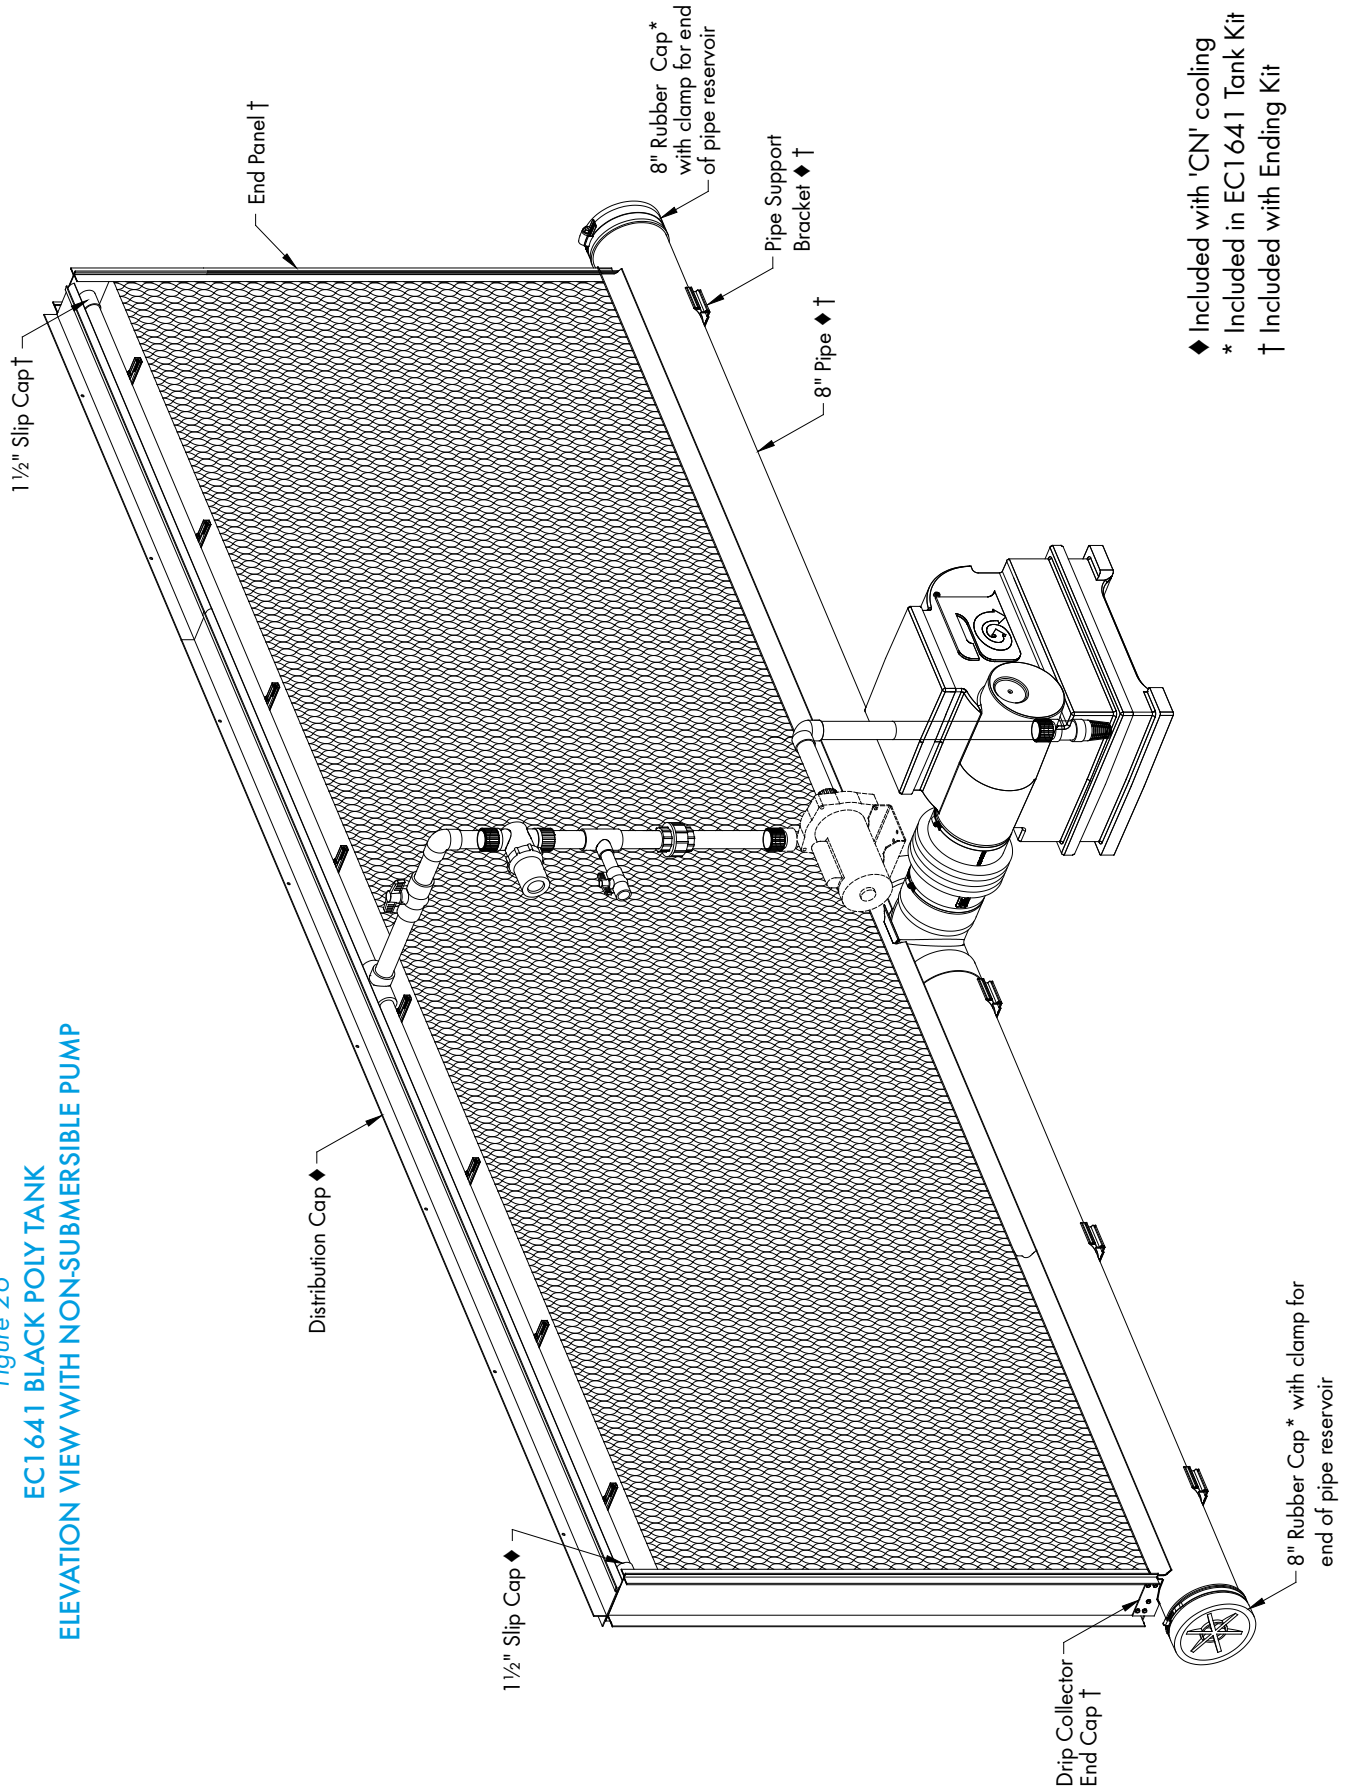 Figure 26
EC1641 BLACK POLY TANK
ELEVATION VIEW WITH NON-SUBMERSIBLE PUMP
1½" Slip Cap †
End Panel †
8" Rubber Cap *
with clamp for end
of pipe reservoir
Pipe Support
Bracket ♦ †
8" Pipe ♦ †
Distribution Cap ♦
1½" Slip Cap ♦
Drip Collector
End Cap †
8" Rubber Cap * with clamp for
end of pipe reservoir
♦ Included with 'CN' cooling
* Included in EC1641 Tank Kit
† Included with Ending Kit